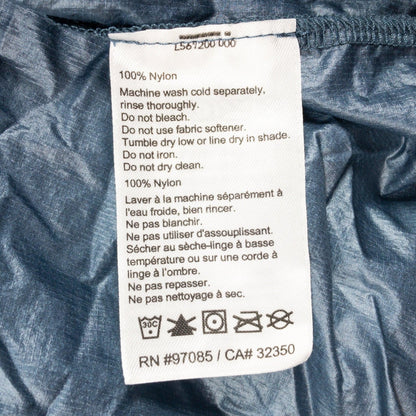 L567200 000
100% Nylon
Machine wash cold separately,
rinse thoroughly.
Do not bleach.
Do not use fabric softener.
Tumble dry low or line dry in shade.
Do not iron.
Do not dry clean.
100% Nylon
Laver à la machine séparément à
l'eau froide, bien rincer.
Ne pas blanchir.
Ne pas utiliser d'assouplissant.
Sécher au sèche-linge à basse
température ou sur une corde à
linge à l'ombre.
Ne pas repasser.
Ne pas nettoyage à sec.
30C
RN #97085 / CA# 32350